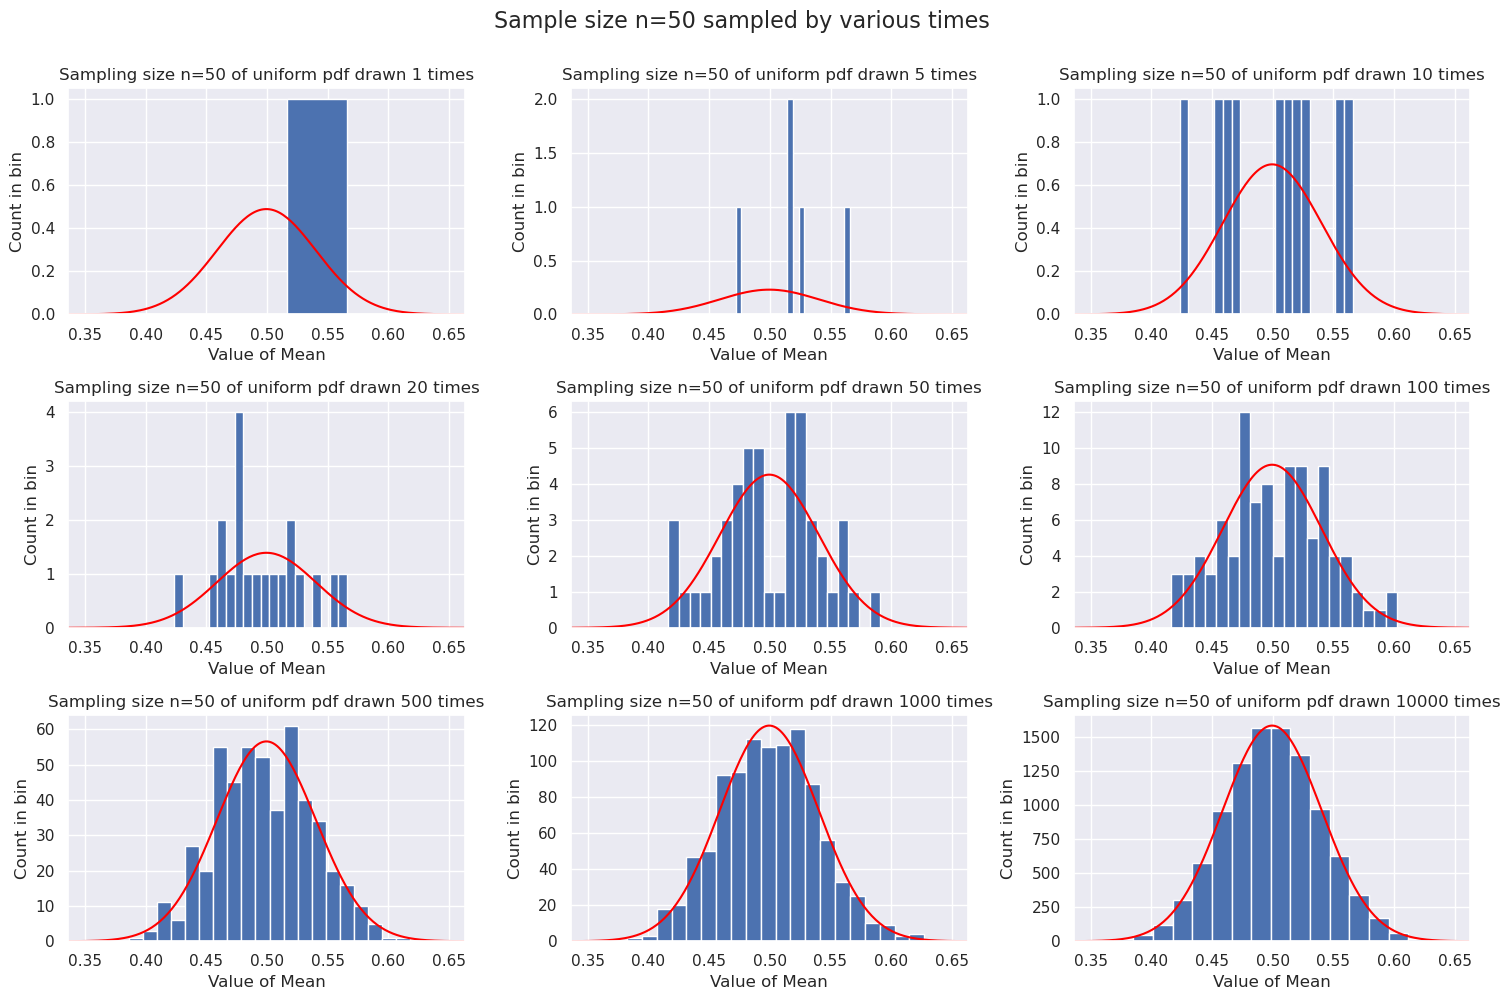 Sample size n=50 sampled by various times
Sampling size n=50 of uniform pdf drawn 1 times
1.0
0.8
0.6
0.4
0.2
0.0
Count in bin
0.35 0.40 0.45 0.50 0.55 0.60 0.65
Value of Mean
Sampling size n=50 of uniform pdf drawn 5 times
2.0
1.5
1.0
0.5
0.0
Count in bin
0.35 0.40 0.45 0.50 0.55 0.60 0.65
Value of Mean
Sampling size n=50 of uniform pdf drawn 10 times
1.0
0.8
0.6
0.4
0.2
0.0
Count in bin
0.35 0.40 0.45 0.50 0.55 0.60 0.65
Value of Mean
Sampling size n=50 of uniform pdf drawn 20 times
4
3
2
1
0
Count in bin
0.35 0.40 0.45 0.50 0.55 0.60 0.65
Value of Mean
Sampling size n=50 of uniform pdf drawn 50 times
6
5
4
3
2
1
0
Count in bin
0.35 0.40 0.45 0.50 0.55 0.60 0.65
Value of Mean
Sampling size n=50 of uniform pdf drawn 100 times
12
10
8
6
4
2
0
Count in bin
0.35 0.40 0.45 0.50 0.55 0.60 0.65
Value of Mean
Sampling size n=50 of uniform pdf drawn 500 times
60
50
40
30
20
10
0
Count in bin
0.35 0.40 0.45 0.50 0.55 0.60 0.65
Value of Mean
Sampling size n=50 of uniform pdf drawn 1000 times
120
100
80
60
40
20
0
Count in bin
0.35 0.40 0.45 0.50 0.55 0.60 0.65
Value of Mean
Sampling size n=50 of uniform pdf drawn 10000 times
1500
1250
1000
750
500
250
0
Count in bin
0.35 0.40 0.45 0.50 0.55 0.60 0.65
Value of Mean